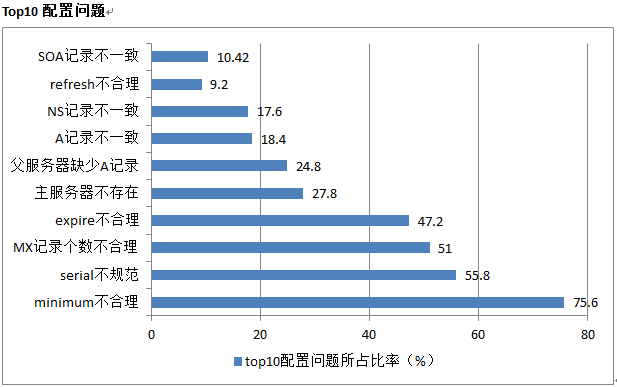 Top10 配置问题
SOA记录不一致 10.42
refresh不合理 9.2
NS记录不一致 17.6
A记录不一致 18.4
父服务器缺少A记录 24.8
主服务器不存在 27.8
expire不合理 47.2
MX记录个数不合理 51
serial不规范 55.8
minimum不合理 75.6
0 20 40 60 80
top10配置问题所占比率（%）